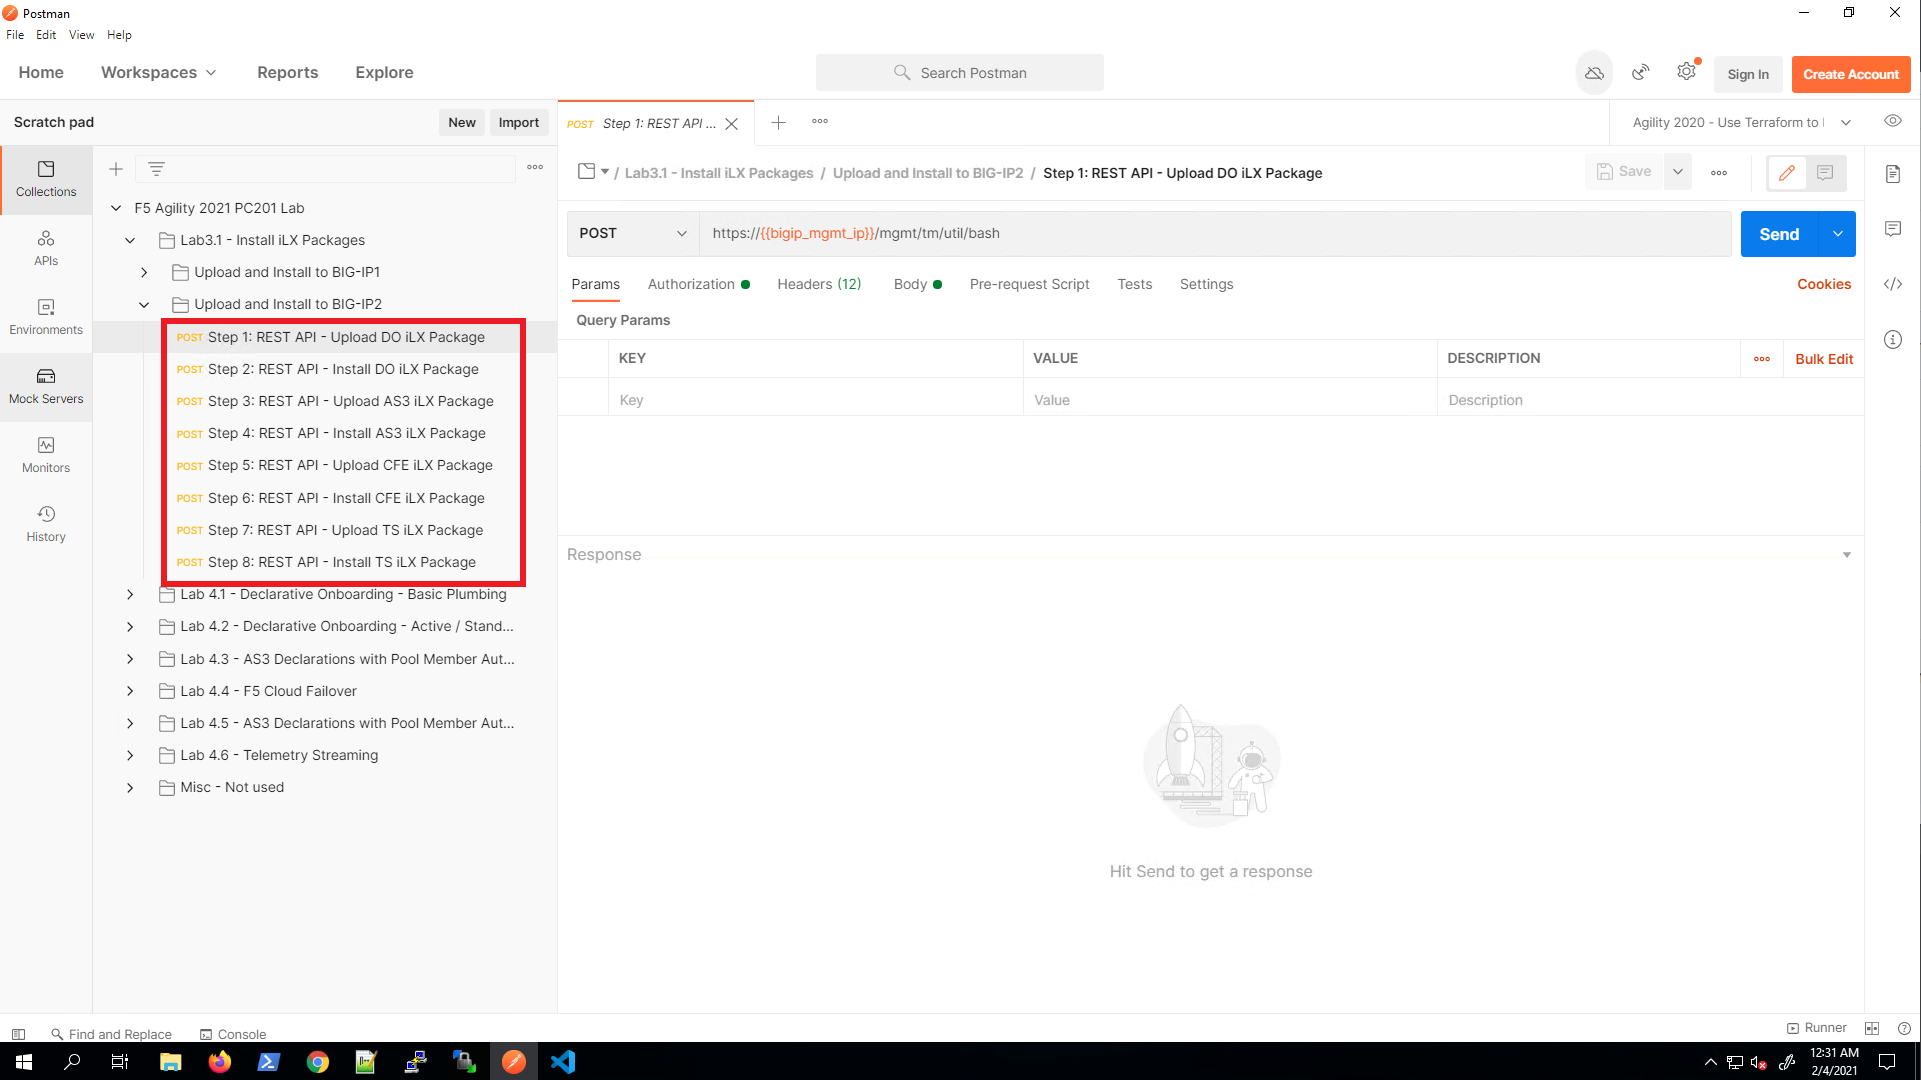 Postman
File Edit View Help
Home Workspaces Reports Explore
Search Postman
Sign In Create Account
Scratch pad New Import
POST Step 1: REST API ...
Agility 2020 - Use Terraform to
Collections
APIs
Environments
Mock Servers
Monitors
History
F5 Agility 2021 PC201 Lab
Lab3.1 - Install iLX Packages
Upload and Install to BIG-IP1
Upload and Install to BIG-IP2
POST Step 1: REST API - Upload DO iLX Package
POST Step 2: REST API - Install DO iLX Package
POST Step 3: REST API - Upload AS3 iLX Package
POST Step 4: REST API - Install AS3 iLX Package
POST Step 5: REST API - Upload CFE iLX Package
POST Step 6: REST API - Install CFE iLX Package
POST Step 7: REST API - Upload TS iLX Package
POST Step 8: REST API - Install TS iLX Package
Lab 4.1 - Declarative Onboarding - Basic Plumbing
Lab 4.2 - Declarative Onboarding - Active / Stand...
Lab 4.3 - AS3 Declarations with Pool Member Aut...
Lab 4.4 - F5 Cloud Failover
Lab 4.5 - AS3 Declarations with Pool Member Aut...
Lab 4.6 - Telemetry Streaming
Misc - Not used
/ Lab3.1 - Install iLX Packages / Upload and Install to BIG-IP2 / Step 1: REST API - Upload DO iLX Package
Save
POST https://{{bigip_mgmt_ip}}/mgmt/tm/util/bash
Send
Params Authorization Headers (12) Body Pre-request Script Tests Settings Cookies
Query Params
KEY VALUE DESCRIPTION Bulk Edit
Key Value Description
Response
Hit Send to get a response
Find and Replace Console Runner
12:31 AM
2/4/2021